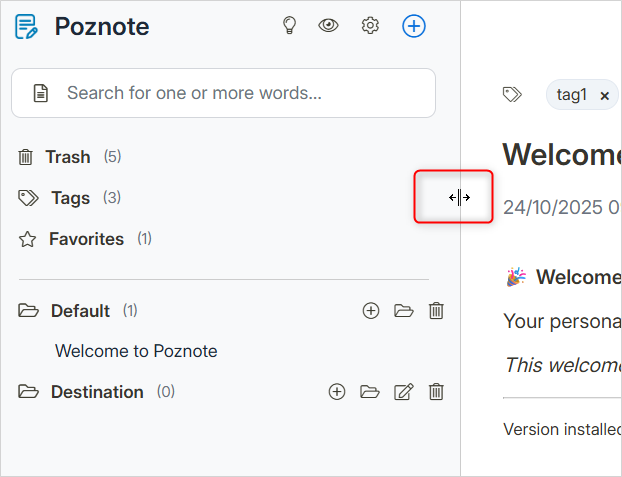 Poznote
Search for one or more words...
Trash (5)
Tags (3)
Favorites (1)
Default (1)
Welcome to Poznote
Destination (0)
tag1 ×
Welcome
24/10/2025
Welcome
Your persona
This welcome
Version installed